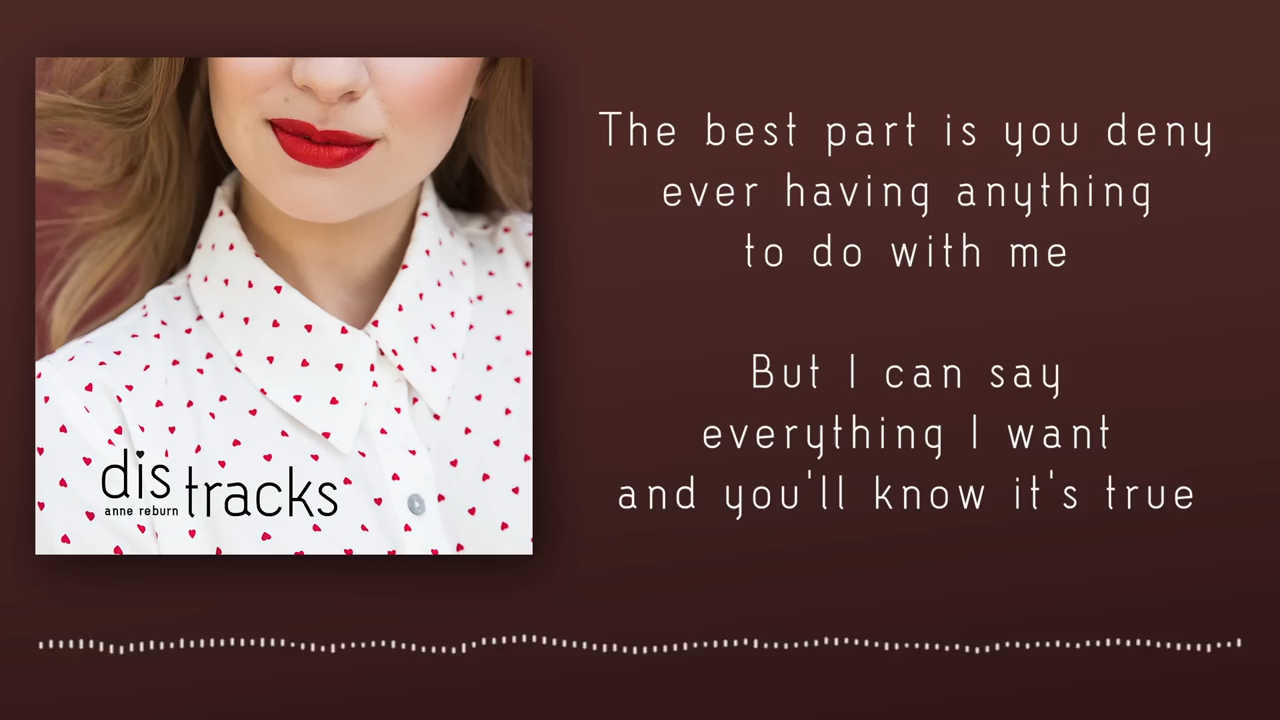 dis
anne reburn tracks
The best part is you deny
ever having anything
to do with me
But I can say
everything I want
and you'll know it's true